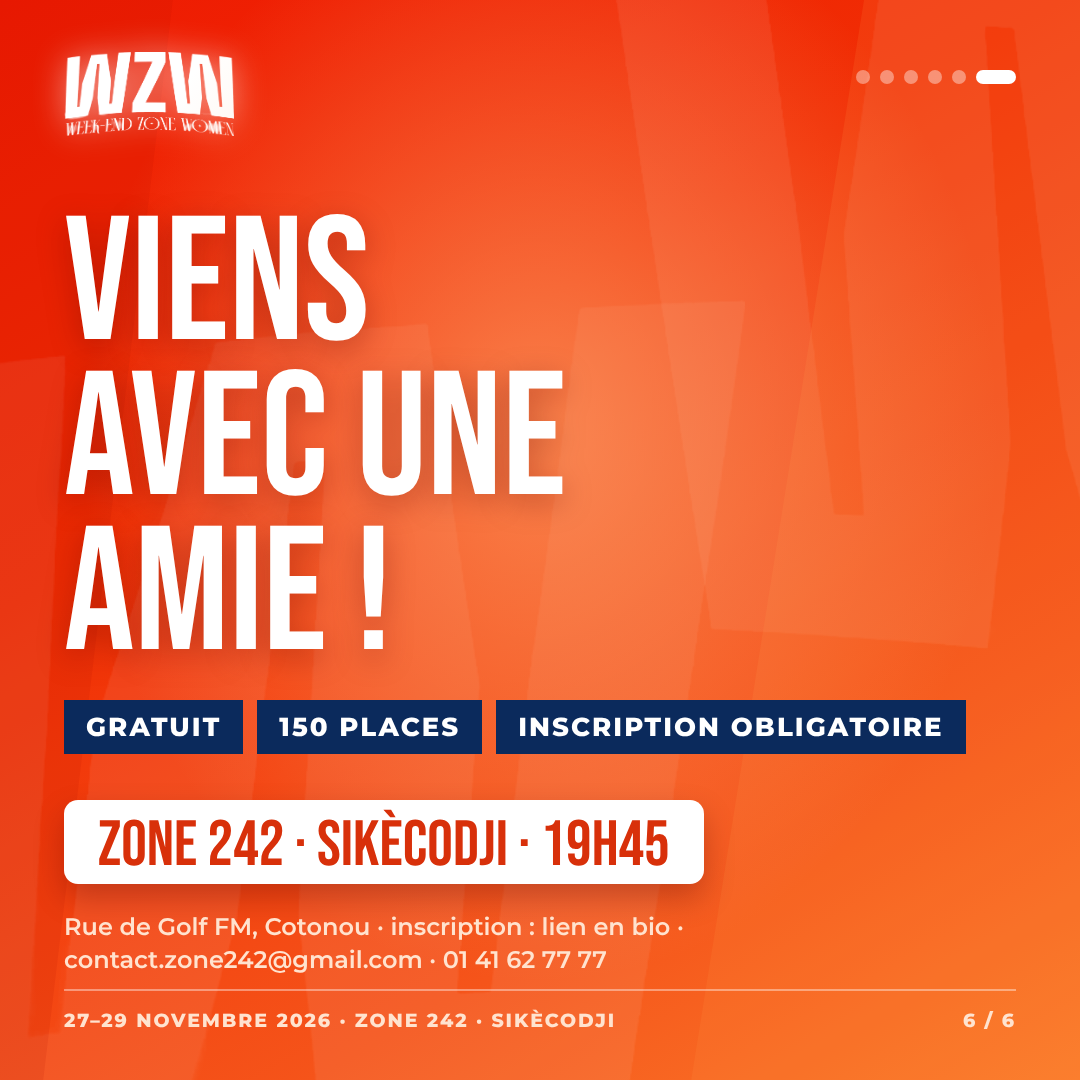 WZW
WEEK-END ZONE WOMEN
VIENS
AVEC UNE
AMIE !
GRATUIT
150 PLACES
INSCRIPTION OBLIGATOIRE
ZONE 242 · SIKÈCODJI · 19H45
Rue de Golf FM, Cotonou · inscription : lien en bio ·
contact.zone242@gmail.com · 01 41 62 77 77
27–29 NOVEMBRE 2026 · ZONE 242 · SIKÈCODJI
6 / 6